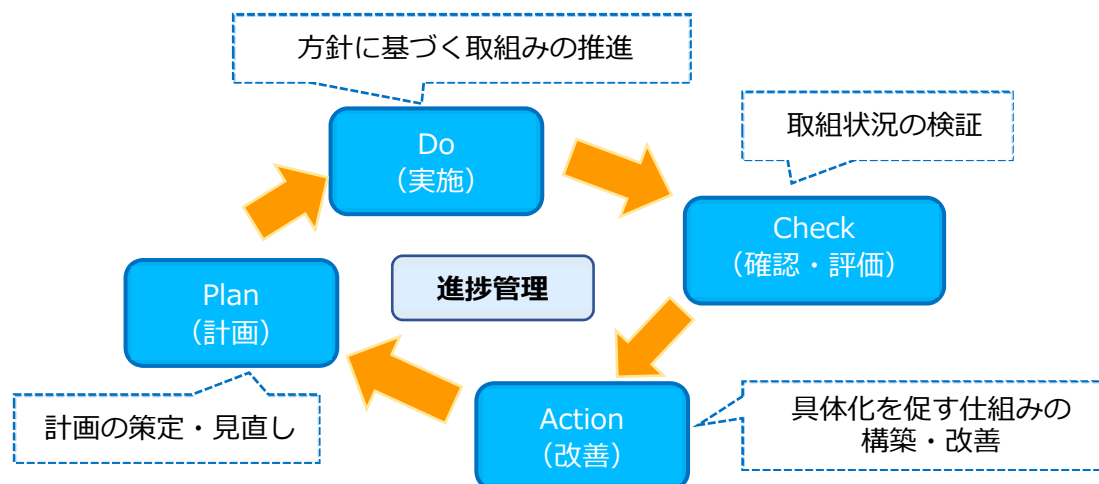 方針に基づく取組みの推進
取組状況の検証
Do
（実施）
Check
（確認・評価）
進捗管理
Plan
（計画）
計画の策定・見直し
Action
（改善）
具体化を促す仕組みの
構築・改善